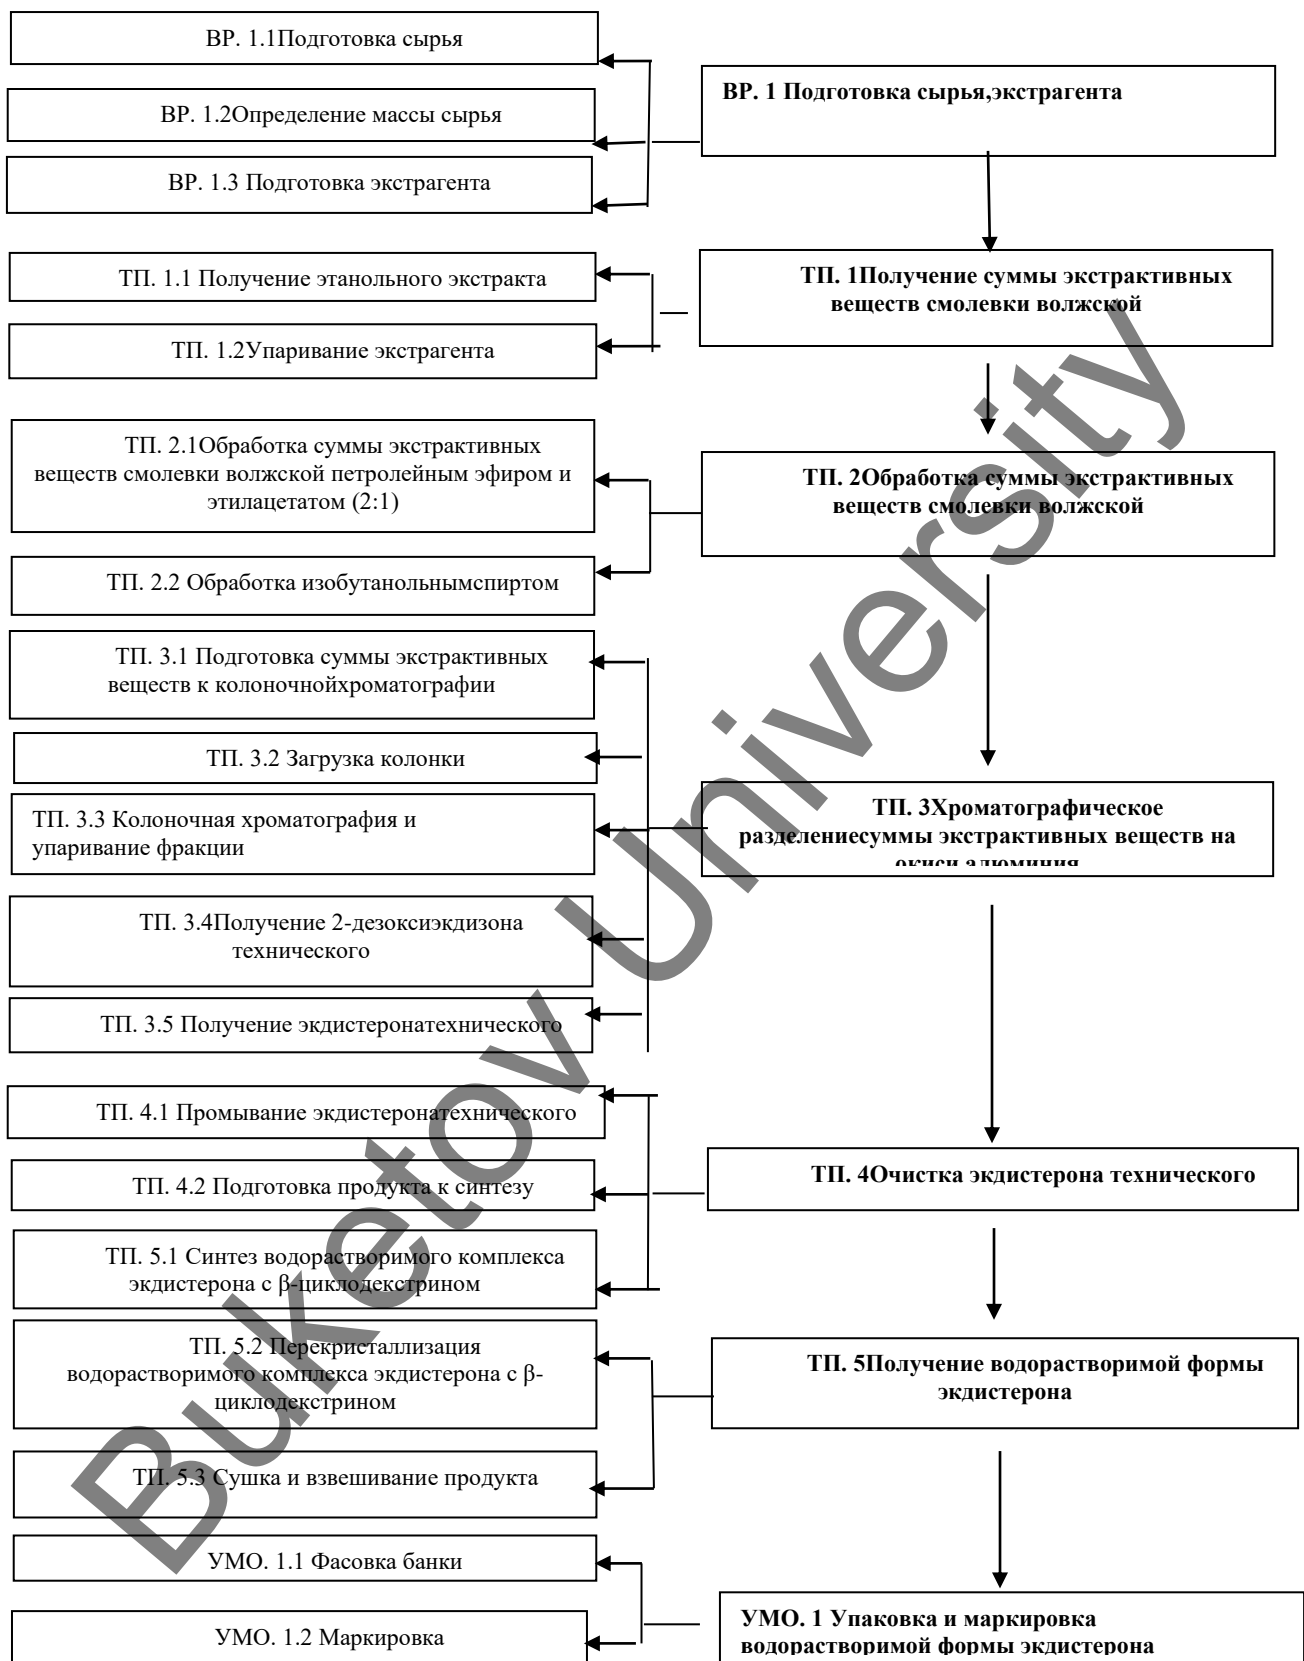 ВР. 1.1Подготовка сырья
ВР. 1 Подготовка сырья,экстрагента
ВР. 1.2Определение массы сырья
ВР. 1.3 Подготовка экстрагента
ТП. 1.1 Получение этанольного экстракта
ТП. 1Получение суммы экстрактивных
веществ смолевки волжской
ТП. 1.2Упаривание экстрагента
ТП. 2.1Обработка суммы экстрактивных
веществ смолевки волжской петролейным эфиром и
этилацетатом (2:1)
ТП. 2Обработка суммы экстрактивных
веществ смолевки волжской
ТП. 2.2 Обработка изобутанольнымспиртом
ТП. 3.1 Подготовка суммы экстрактивных
веществ к колоночнойхроматографии
ТП. 3.2 Загрузка колонки
ТП. 3.3 Колоночная хроматография и
упаривание фракции
ТП. 3Хроматографическое
разделениесуммы экстрактивных веществ на
окиси алюминия
ТП. 3.4Получение 2-дезоксиэкдизона
технического
ТП. 3.5 Получение экдистеронатехнического
ТП. 4.1 Промывание экдистеронатехнического
ТП. 4.2 Подготовка продукта к синтезу
ТП. 4Очистка экдистерона технического
ТП. 5.1 Синтез водорастворимого комплекса
экдистерона с β-циклодекстрином
ТП. 5.2 Перекристаллизация
водорастворимого комплекса экдистерона с β-
циклодекстрином
ТП. 5Получение водорастворимой формы
экдистерона
ТП. 5.3 Сушка и взвешивание продукта
УМО. 1.1 Фасовка банки
УМО. 1.2 Маркировка
УМО. 1 Упаковка и маркировка
водорастворимой формы экдистерона
Buketov University